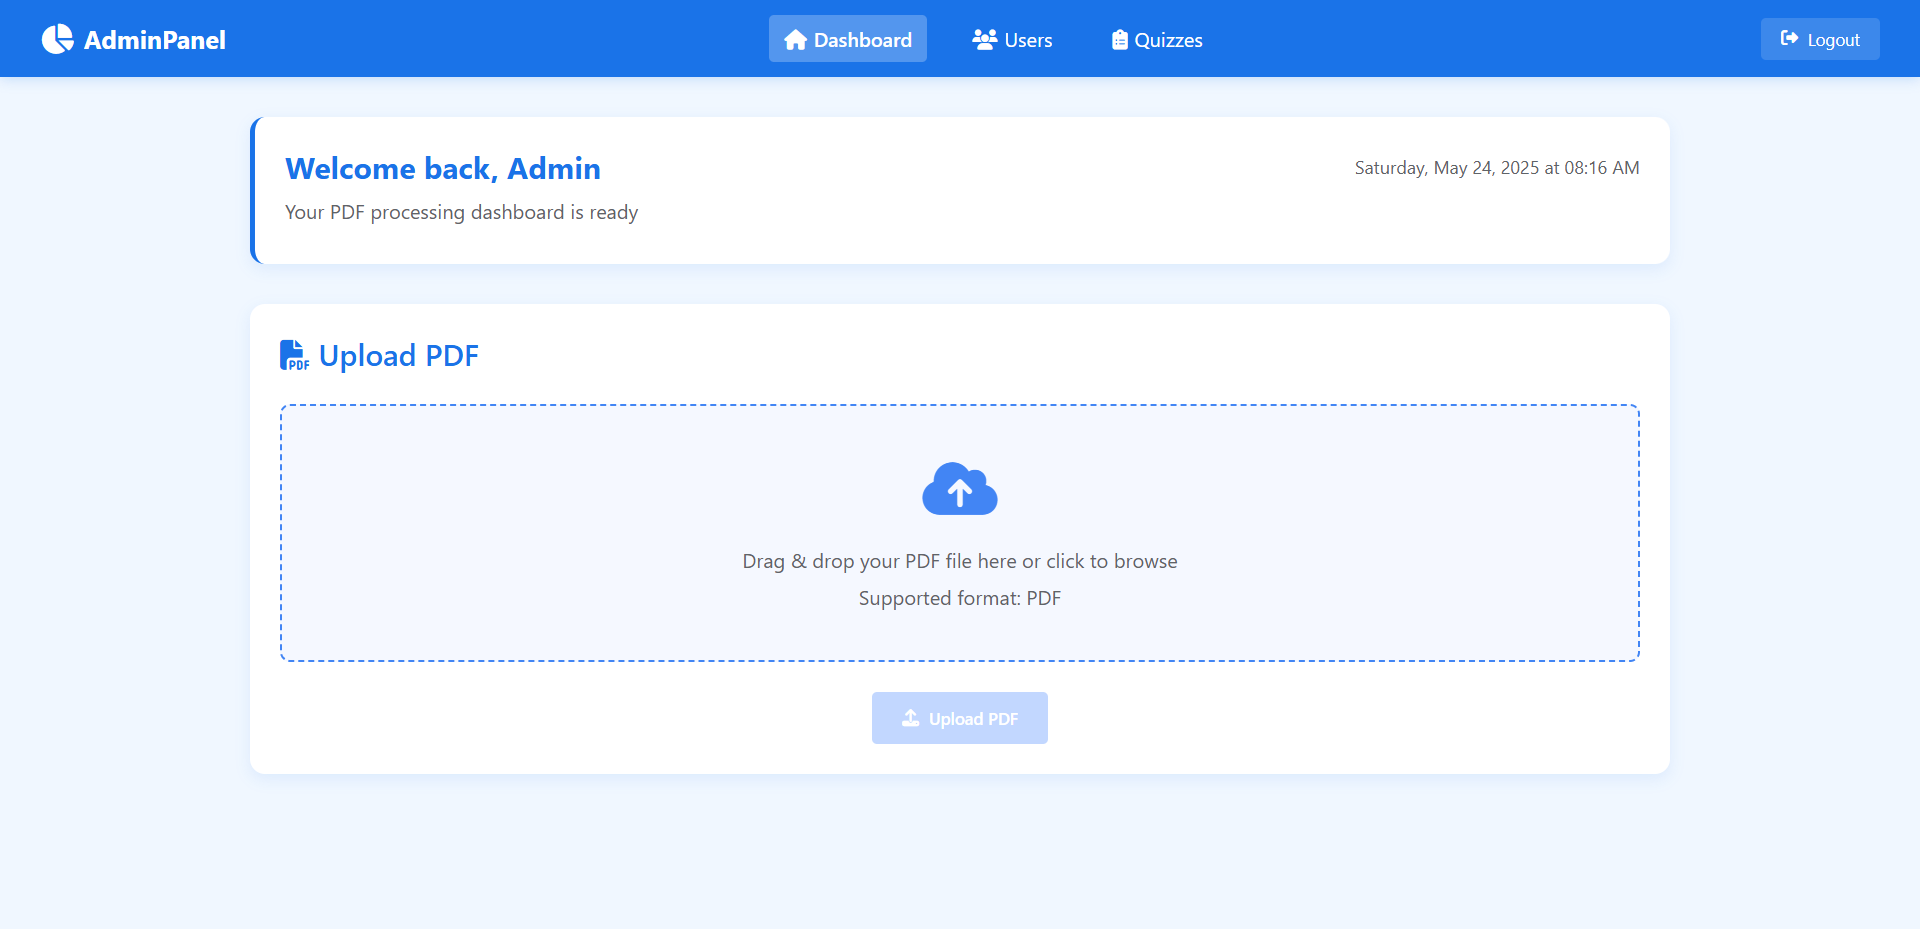 AdminPanel
Dashboard
Users
Quizzes
Logout
Welcome back, Admin
Saturday, May 24, 2025 at 08:16 AM
Your PDF processing dashboard is ready
PDF Upload PDF
Drag & drop your PDF file here or click to browse
Supported format: PDF
Upload PDF